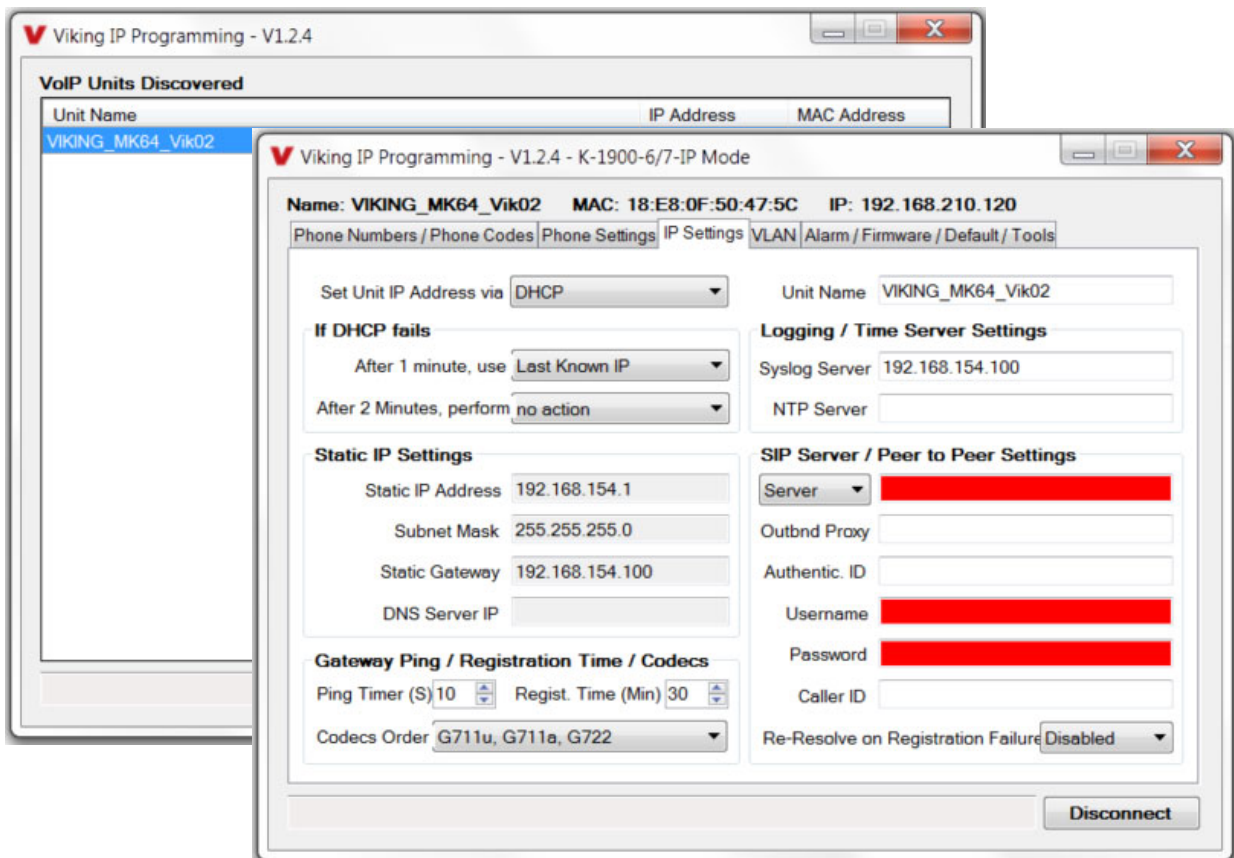 Viking IP Programming - V1.2.4
VoIP Units Discovered
Unit Name IP Address MAC Address
VIKING_MK64_Vik02
Viking IP Programming - V1.2.4 - K-1900-6/7-IP Mode
Name: VIKING_MK64_Vik02 MAC: 18:E8:0F:50:47:5C IP: 192.168.210.120
Phone Numbers / Phone Codes Phone Settings IP Settings VLAN Alarm / Firmware / Default / Tools
Set Unit IP Address via DHCP
If DHCP fails
After 1 minute, use Last Known IP
After 2 Minutes, perform no action
Static IP Settings
Static IP Address 192.168.154.1
Subnet Mask 255.255.255.0
Static Gateway 192.168.154.100
DNS Server IP
Gateway Ping / Registration Time / Codecs
Ping Timer (S) 10 Regist. Time (Min) 30
Codecs Order G711u, G711a, G722
Unit Name VIKING_MK64_Vik02
Logging / Time Server Settings
Syslog Server 192.168.154.100
NTP Server
SIP Server / Peer to Peer Settings
Server
Outbnd Proxy
Authentic. ID
Username
Password
Caller ID
Re-Resolve on Registration Failure Disabled
Disconnect